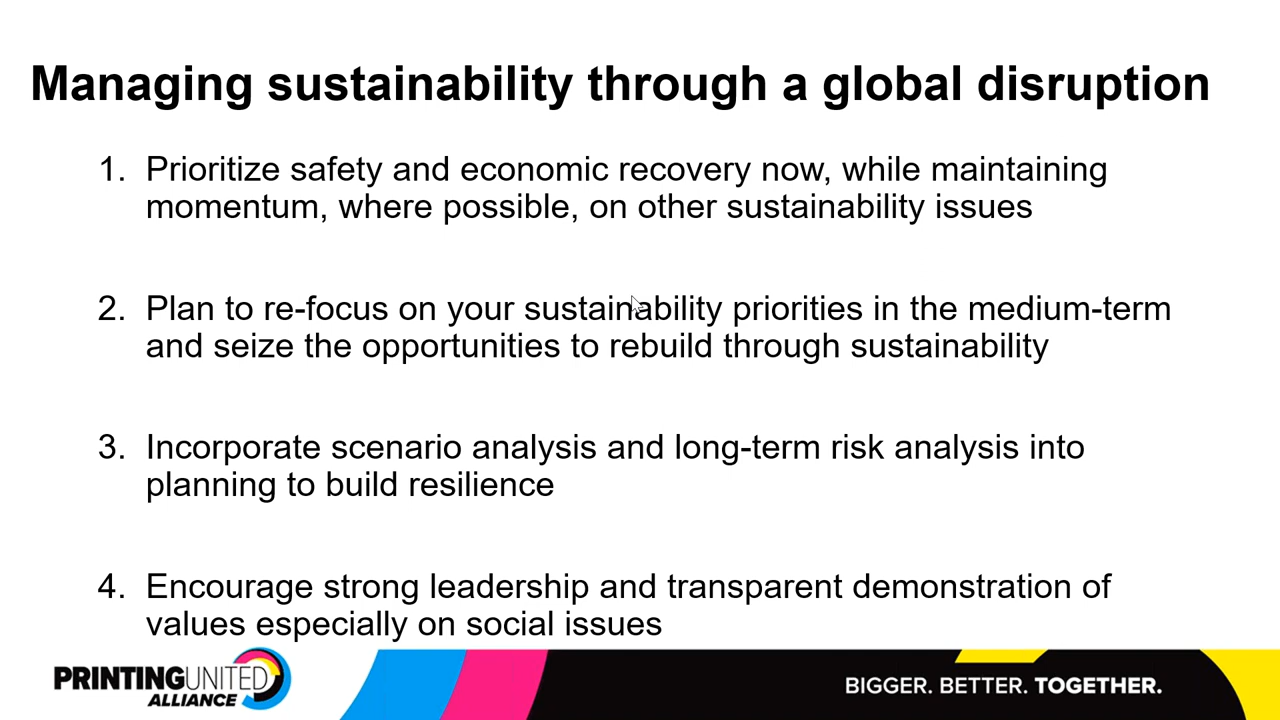 Managing sustainability through a global disruption
1. Prioritize safety and economic recovery now, while maintaining
momentum, where possible, on other sustainability issues
2. Plan to re-focus on your sustainability priorities in the medium-term
and seize the opportunities to rebuild through sustainability
3. Incorporate scenario analysis and long-term risk analysis into
planning to build resilience
4. Encourage strong leadership and transparent demonstration of
values especially on social issues
PRINTINGUNITED
ALLIANCE
BIGGER. BETTER. TOGETHER.